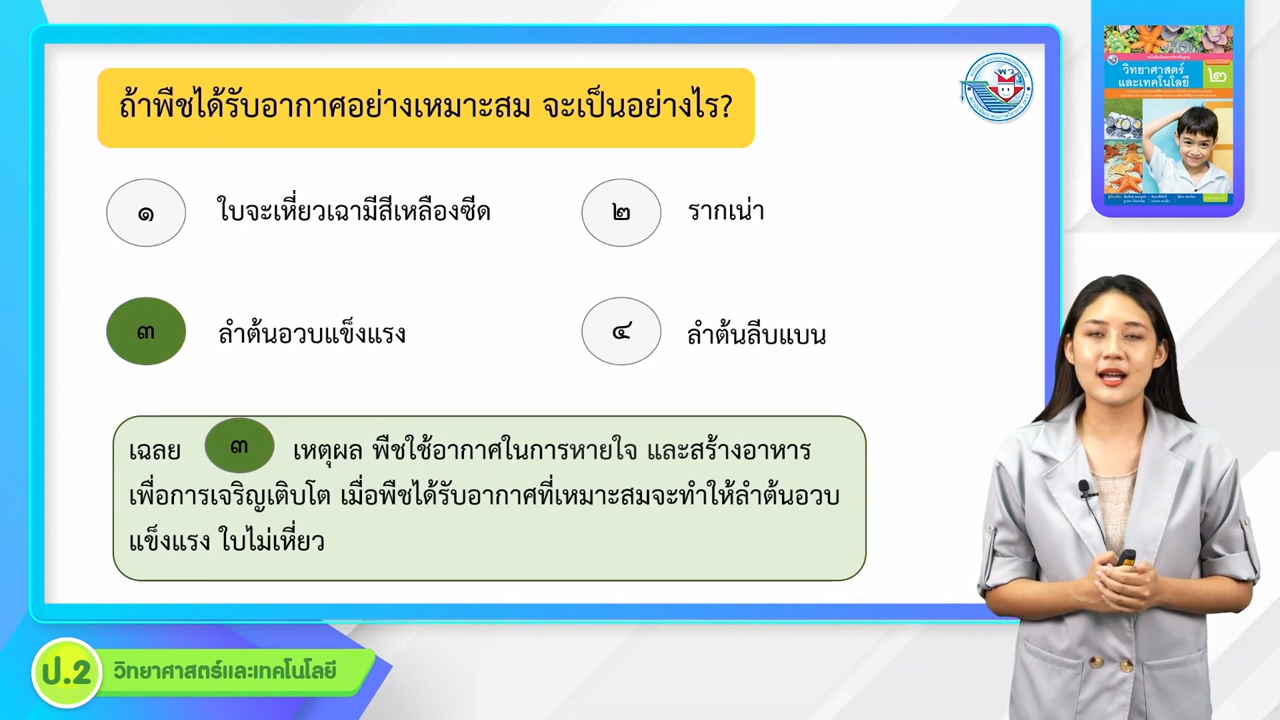 ถ้าพืชได้รับอากาศอย่างเหมาะสม จะเป็นอย่างไร?
๑ ใบจะเหี่ยวเฉามีสีเหลืองซีด
๒ รากเน่า
๓ ลำต้นอวบแข็งแรง
๔ ลำต้นลีบแบน
เฉลย ๓ เหตุผล พืชใช้อากาศในการหายใจ และสร้างอาหาร
เพื่อการเจริญเติบโต เมื่อพืชได้รับอากาศที่เหมาะสมจะทำให้ลำต้นอวบ
แข็งแรง ใบไม่เหี่ยว
พว
วิทยาศาสตร์
และเทคโนโลยี
๒
ป.2 วิทยาศาสตร์และเทคโนโลยี